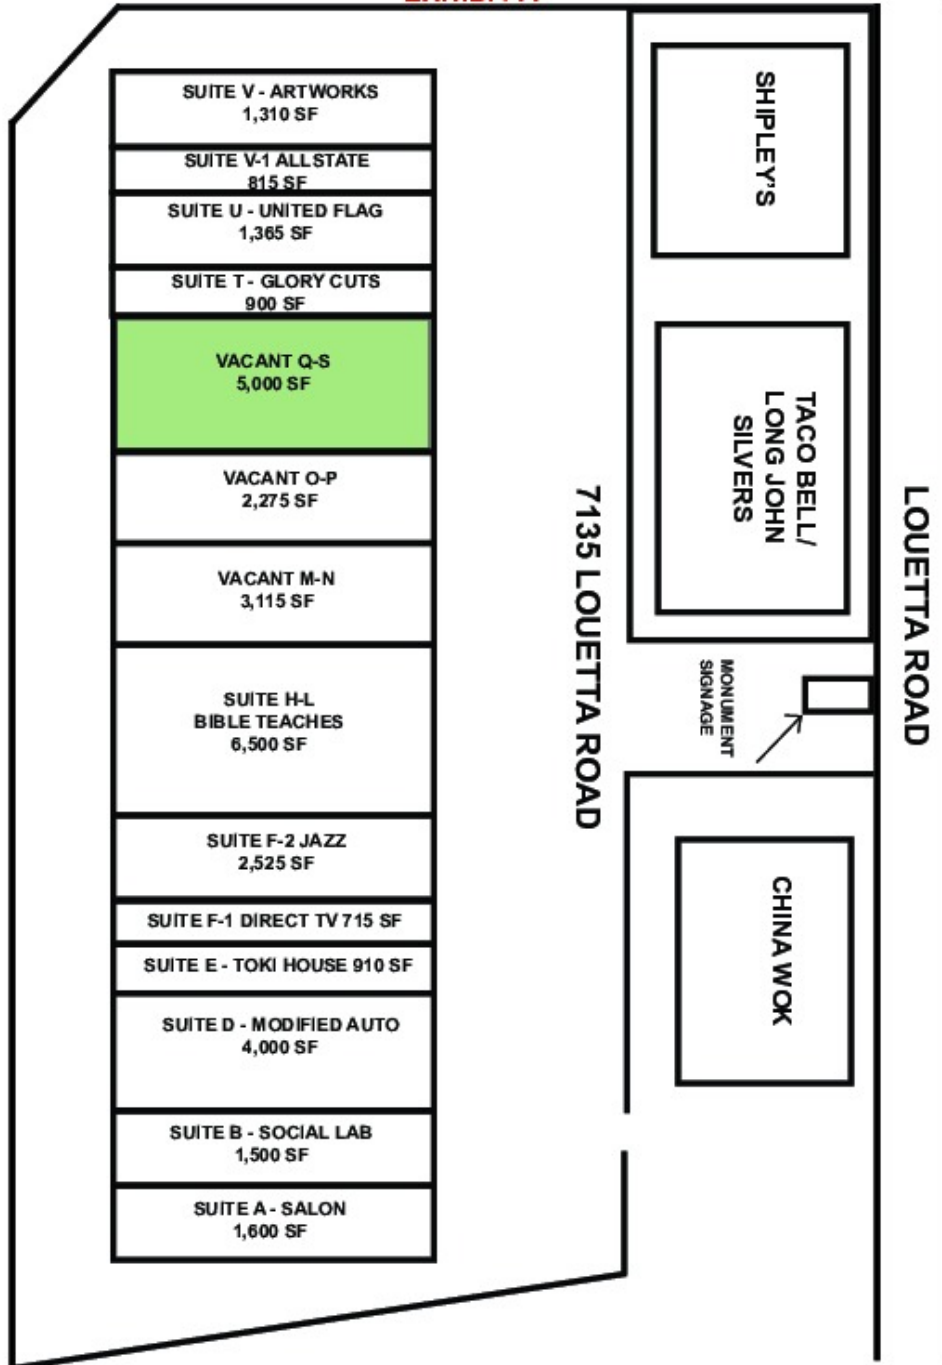 SUITE V - ARTWORKS
1,310 SF
SUITE V-1 ALLSTATE
815 SF
SUITE U - UNITED FLAG
1,365 SF
SUITE T - GLORY CUTS
900 SF
VACANT Q-S
5,000 SF
VACANT O-P
2,275 SF
VACANT M-N
3,115 SF
SUITE H-L
BIBLE TEACHES
6,500 SF
SUITE F-2 JAZZ
2,525 SF
SUITE F-1 DIRECT TV 715 SF
SUITE E - TOKI HOUSE 910 SF
SUITE D - MODIFIED AUTO
4,000 SF
SUITE B - SOCIAL LAB
1,500 SF
SUITE A - SALON
1,600 SF
7135 LOUETTA ROAD
SHIPLEY'S
TACO BELL/
LONG JOHN
SILVERS
MONUMENT
SIGNAGE
CHINA WOK
LOUETTA ROAD